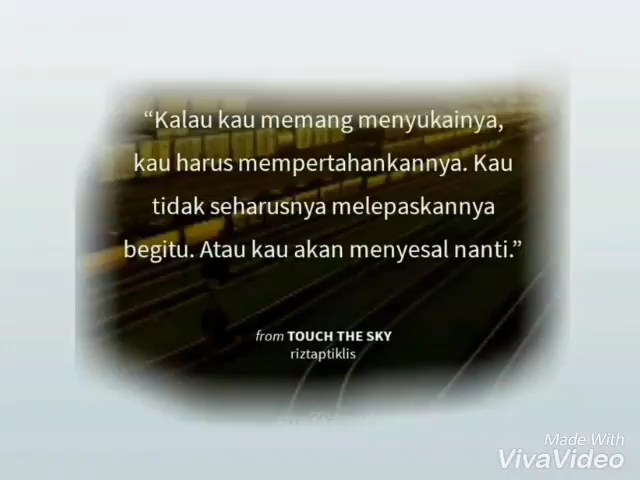 “Kalau kau memang menyukainya,
kau harus mempertahankannya. Kau
tidak seharusnya melepaskannya
begitu. Atau kau akan menyesal nanti.”
from TOUCH THE SKY
riztaptiklis
Made With
VivaVideo